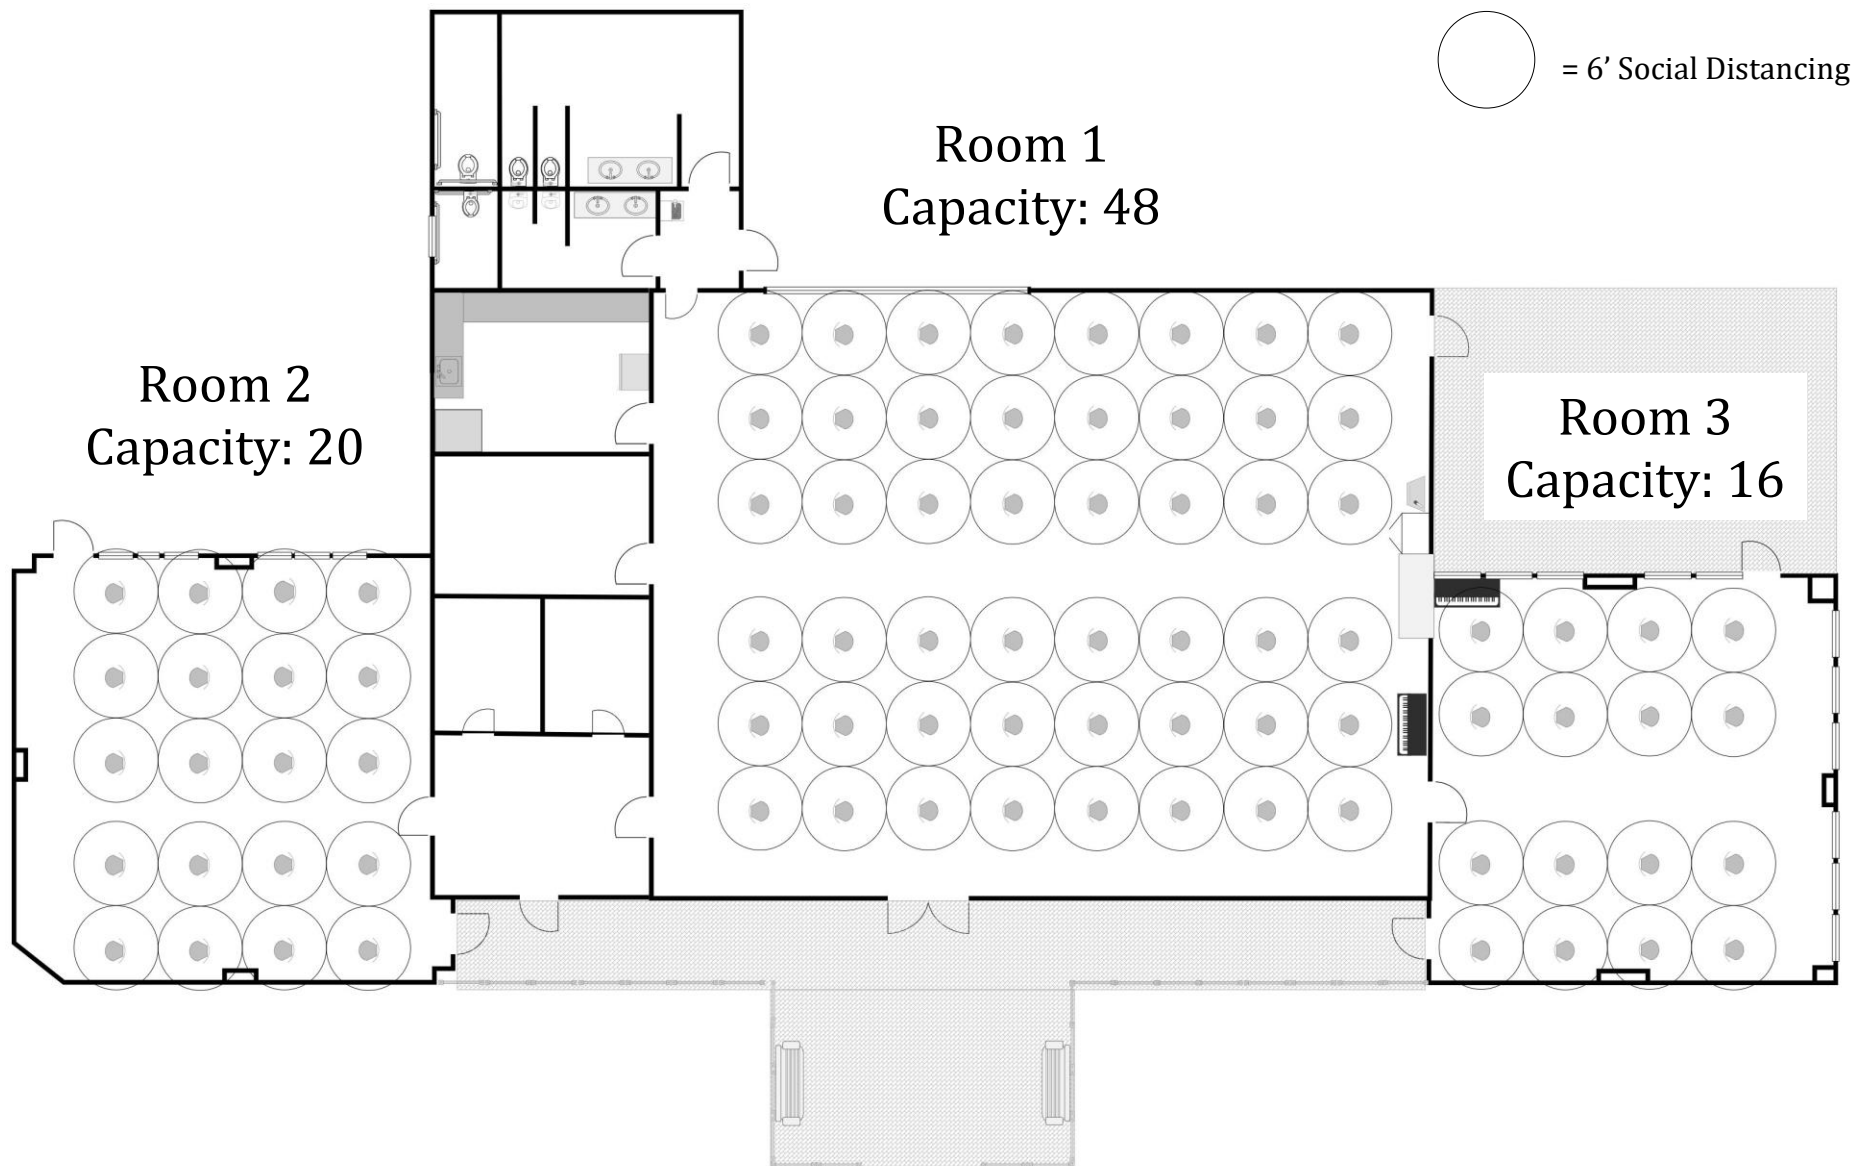 = 6’ Social Distancing
Room 1
Capacity: 48
Room 2
Capacity: 20
Room 3
Capacity: 16